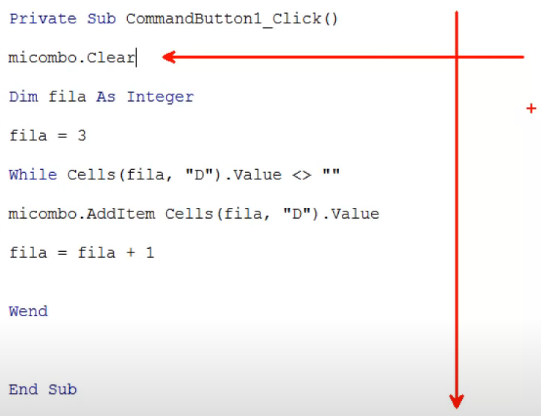 Private Sub CommandButton1_Click()
micombo.Clear
Dim fila As Integer
fila = 3
While Cells(fila, "D").Value <> ""
micombo.AddItem Cells(fila, "D").Value
fila = fila + 1
Wend
End Sub